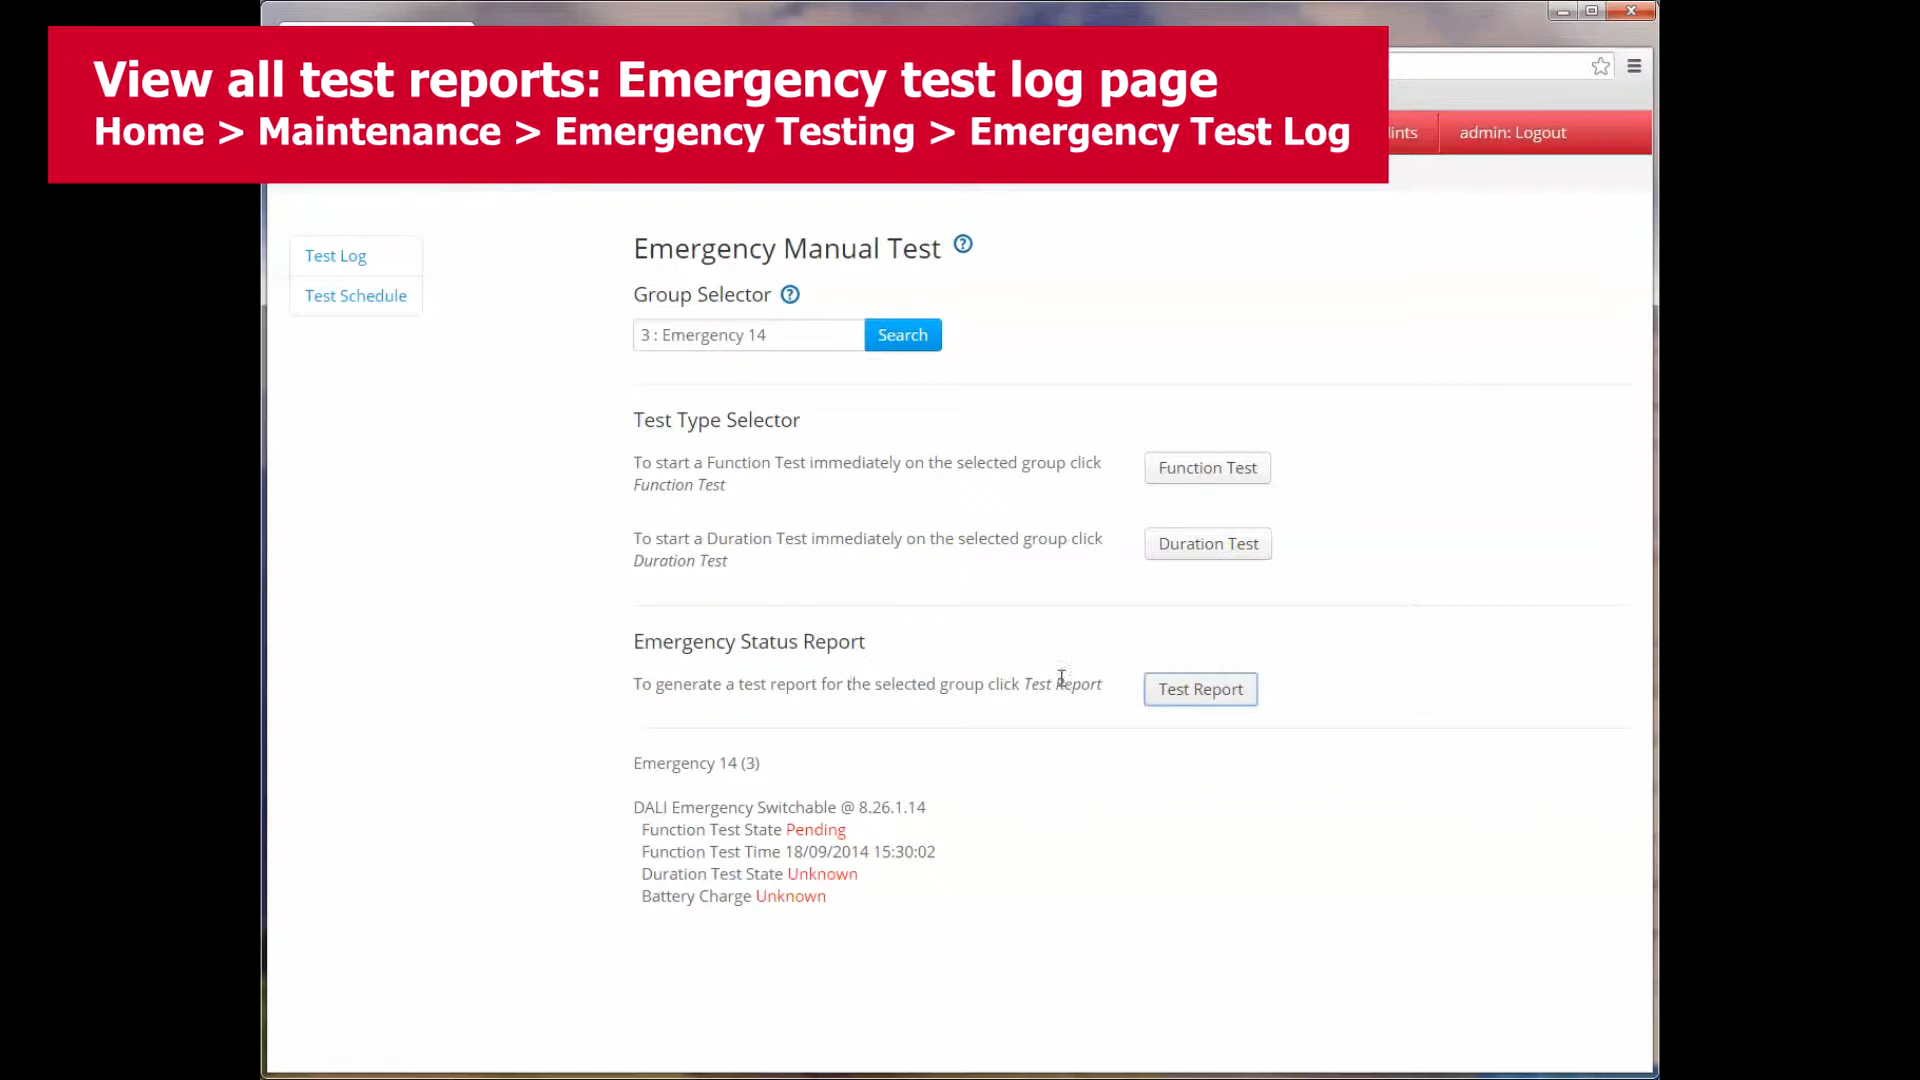 View all test reports: Emergency test log page
Home > Maintenance > Emergency Testing > Emergency Test Log
admin: Logout
Test Log
Test Schedule
Emergency Manual Test
Group Selector
3 : Emergency 14
Search
Test Type Selector
To start a Function Test immediately on the selected group click
Function Test
Function Test
To start a Duration Test immediately on the selected group click
Duration Test
Duration Test
Emergency Status Report
To generate a test report for the selected group click Test Report
Test Report
Emergency 14 (3)
DALI Emergency Switchable @ 8.26.1.14
Function Test State Pending
Function Test Time 18/09/2014 15:30:02
Duration Test State Unknown
Battery Charge Unknown